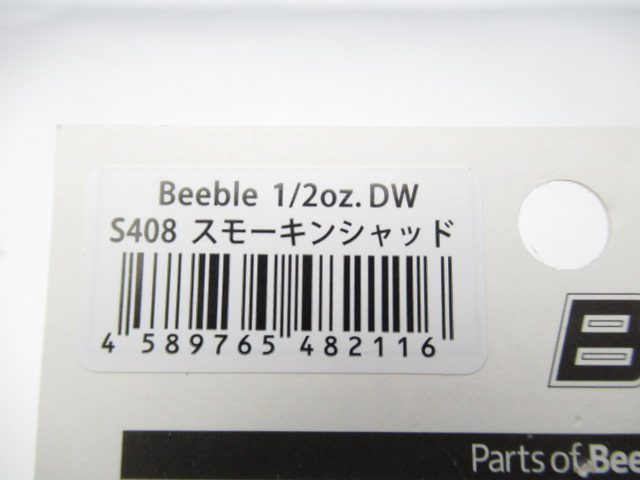 Beeble 1/2oz. DW
S408 スモーキンシャッド
4 589765 482116
B
Parts of Bee